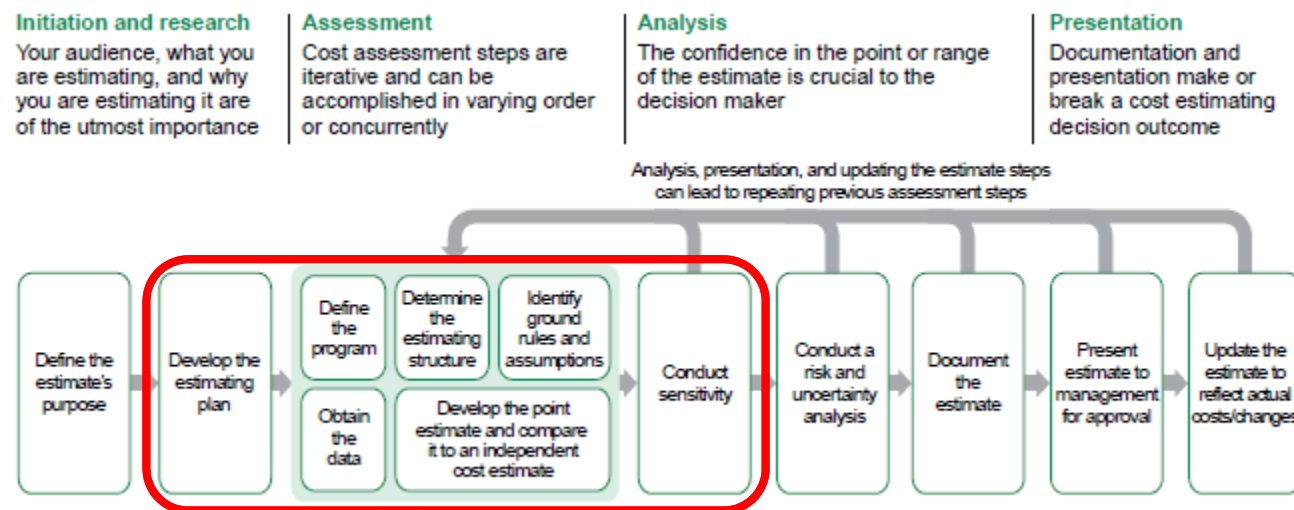 Initiation and research
Your audience, what you
are estimating, and why
you are estimating it are
of the utmost importance
Assessment
Cost assessment steps are
iterative and can be
accomplished in varying order
or concurrently
Analysis
The confidence in the point or range
of the estimate is crucial to the
decision maker
Presentation
Documentation and
presentation make or
break a cost estimating
decision outcome
Analysis, presentation, and updating the estimate steps
can lead to repeating previous assessment steps
Define the
estimate's
purpose
Develop the
estimating
plan
Define
the
program
Determine
the
estimating
structure
Identify
ground
rules and
assumptions
Obtain
the
data
Develop the point
estimate and compare
it to an independent
cost estimate
Conduct
sensitivity
Conduct a
risk and
uncertainty
analysis
Document
the
estimate
Present
estimate to
management
for approval
Update the
estimate to
reflect actual
costs/changes